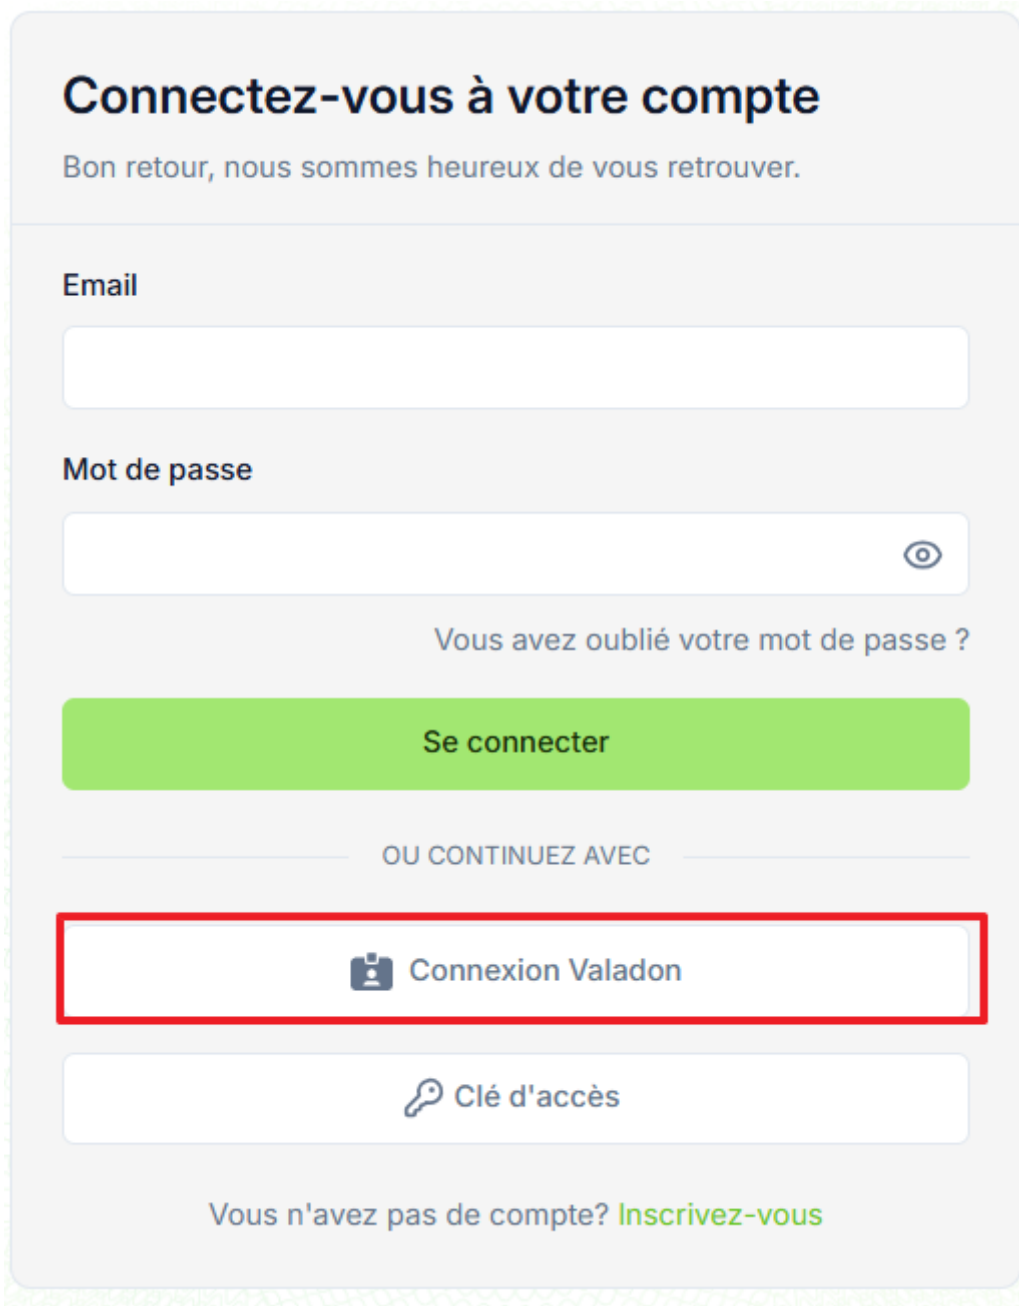 Connectez-vous à votre compte
Bon retour, nous sommes heureux de vous retrouver.
Email
Mot de passe
Vous avez oublié votre mot de passe ?
Se connecter
OU CONTINUEZ AVEC
Connexion Valadon
Clé d'accès
Vous n'avez pas de compte? Inscrivez-vous